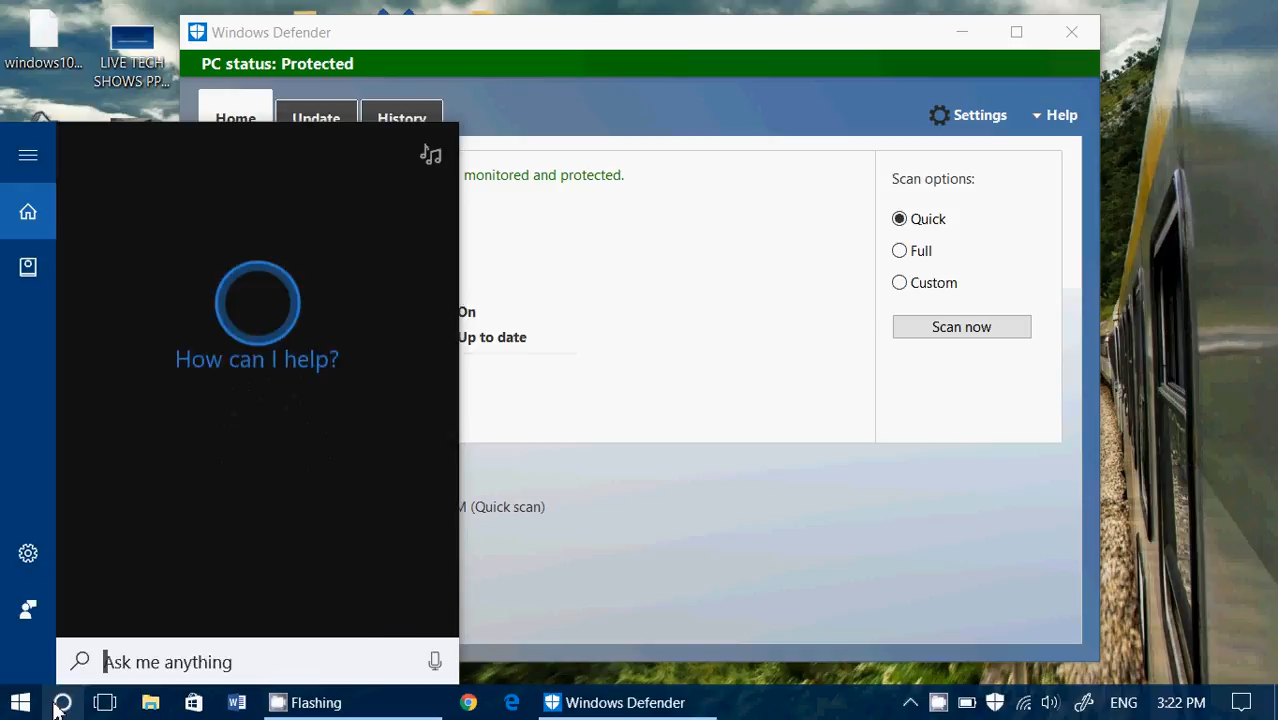 windows10...
LIVE TECH
SHOWS PP...
Windows Defender
PC status: Protected
Home
Update
History
Settings
Help
monitored and protected.
Scan options:
Quick
Full
Custom
Scan now
On
Up to date
How can I help?
M (Quick scan)
Ask me anything
Flashing
Windows Defender
ENG
3:22 PM